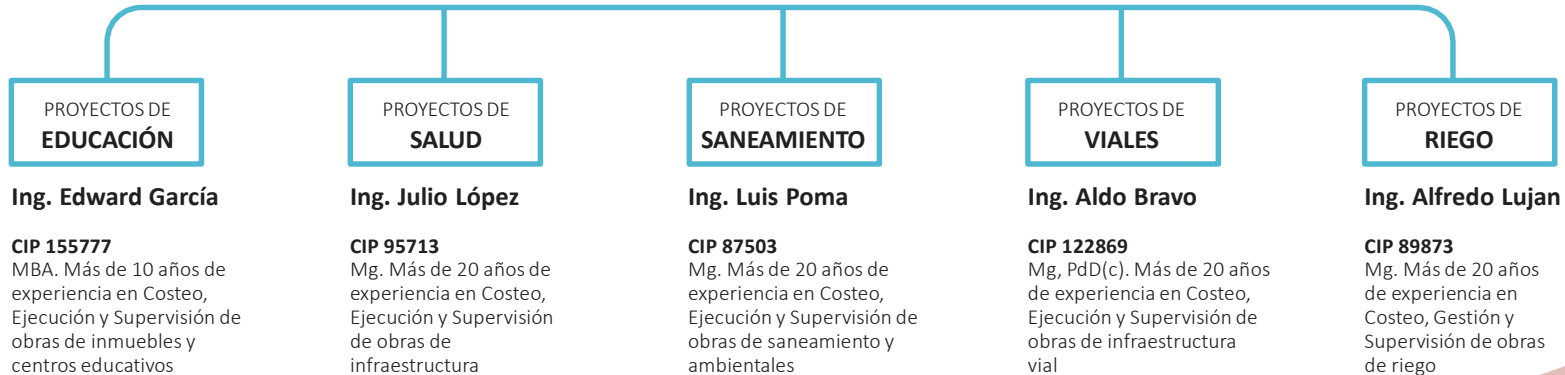 PROYECTOS DE
EDUCACIÓN
Ing. Edward García
CIP 155777
MBA. Más de 10 años de
experiencia en Costeo,
Ejecución y Supervisión de
obras de inmuebles y
centros educativos
PROYECTOS DE
SALUD
Ing. Julio López
CIP 95713
Mg. Más de 20 años de
experiencia en Costeo,
Ejecución y Supervisión
de obras de
infraestructura
PROYECTOS DE
SANEAMIENTO
Ing. Luis Poma
CIP 87503
Mg. Más de 20 años de
experiencia en Costeo,
Ejecución y Supervisión de
obras de saneamiento y
ambientales
PROYECTOS DE
VIALES
Ing. Aldo Bravo
CIP 122869
Mg, PdD(c). Más de 20 años
de experiencia en Costeo,
Ejecución y Supervisión de
obras de infraestructura
vial
PROYECTOS DE
RIEGO
Ing. Alfredo Lujan
CIP 89873
Mg. Más de 20 años
de experiencia en
Costeo, Gestión y
Supervisión de obras
de riego